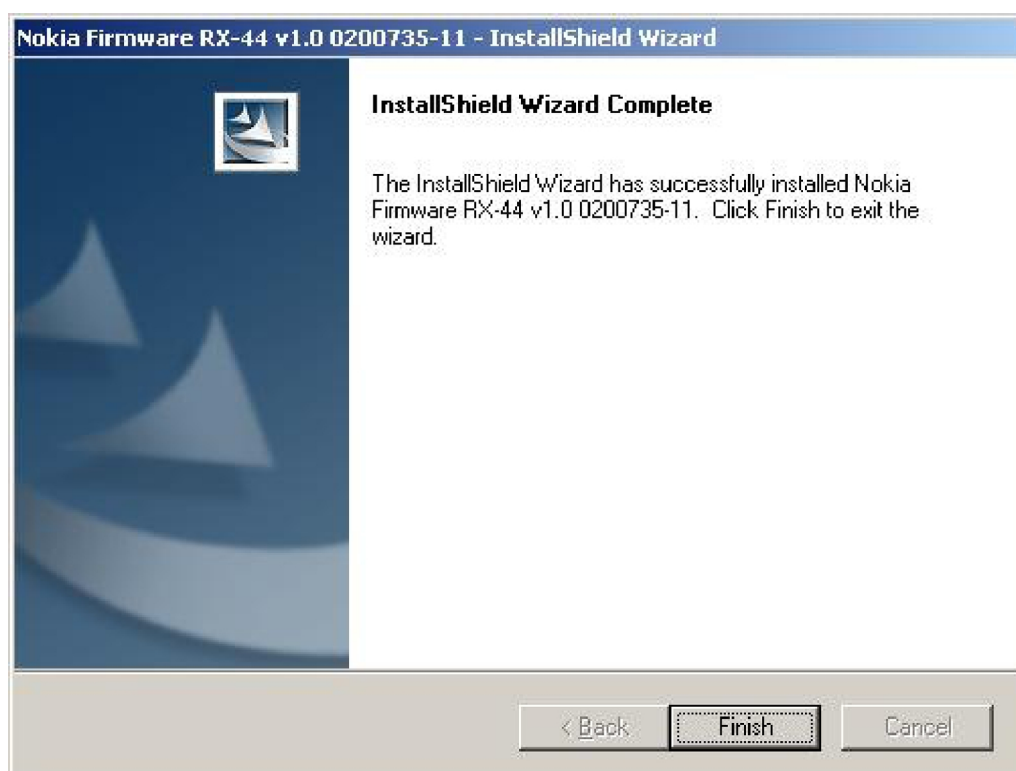 Nokia Firmware RX-44 v1.0 0200735-11 - InstallShield Wizard
InstallShield Wizard Complete
The InstallShield Wizard has successfully installed Nokia
Firmware RX-44 v1.0 0200735-11. Click Finish to exit the
wizard.
< Back Finish Cancel